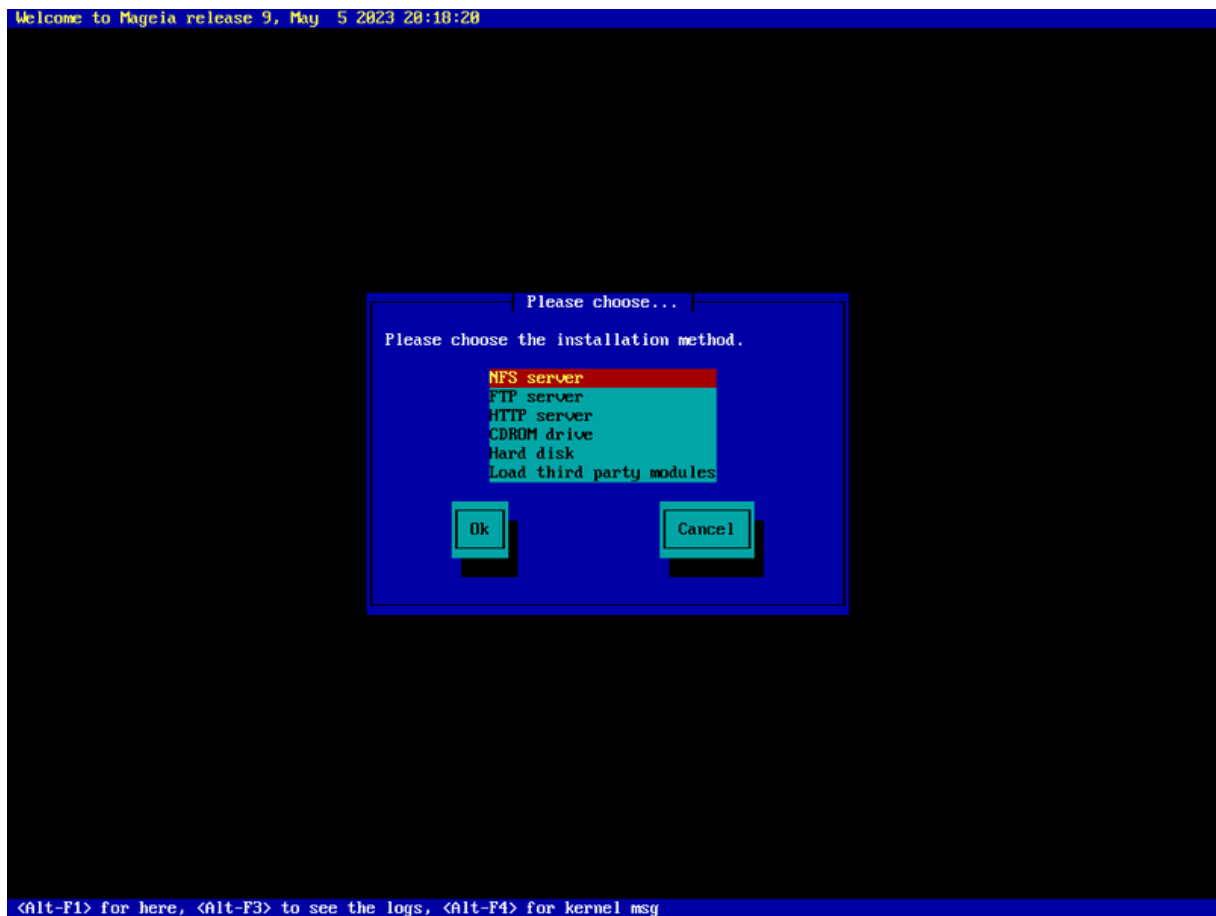 Welcome to Mageia release 9, May  5 2023 20:18:20
Please choose...
Please choose the installation method.
NFS server
FTP server
HTTP server
CDROM drive
Hard disk
Load third party modules
Ok Cancel
<Alt-F1> for here, <Alt-F3> to see the logs, <Alt-F4> for kernel msg